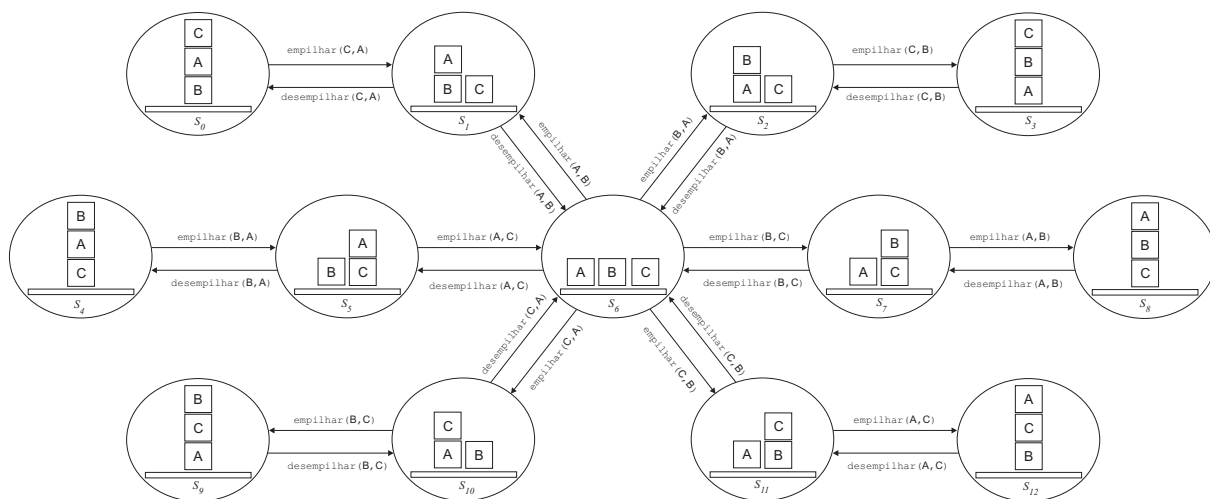 C
A
B
S0
empilhar(C,A)
desempilhar(C,A)
A
B C
S1
B
A C
S2
empilhar(C,B)
desempilhar(C,B)
C
B
A
S3
desempilhar(A,B)
empilhar(A,B)
empilhar(B,A)
desempilhar(B,A)
B
A
C
S4
empilhar(B,A)
desempilhar(B,A)
A
B C
S5
empilhar(A,C)
desempilhar(A,C)
A B C
S6
empilhar(B,C)
desempilhar(B,C)
B
A C
S7
empilhar(A,B)
desempilhar(A,B)
A
B
C
S8
desempilhar(C,A)
empilhar(C,A)
empilhar(C,B)
desempilhar(C,B)
B
C
A
S9
empilhar(B,C)
desempilhar(B,C)
C
A B
S10
C
A B
S11
empilhar(A,C)
desempilhar(A,C)
A
C
B
S12